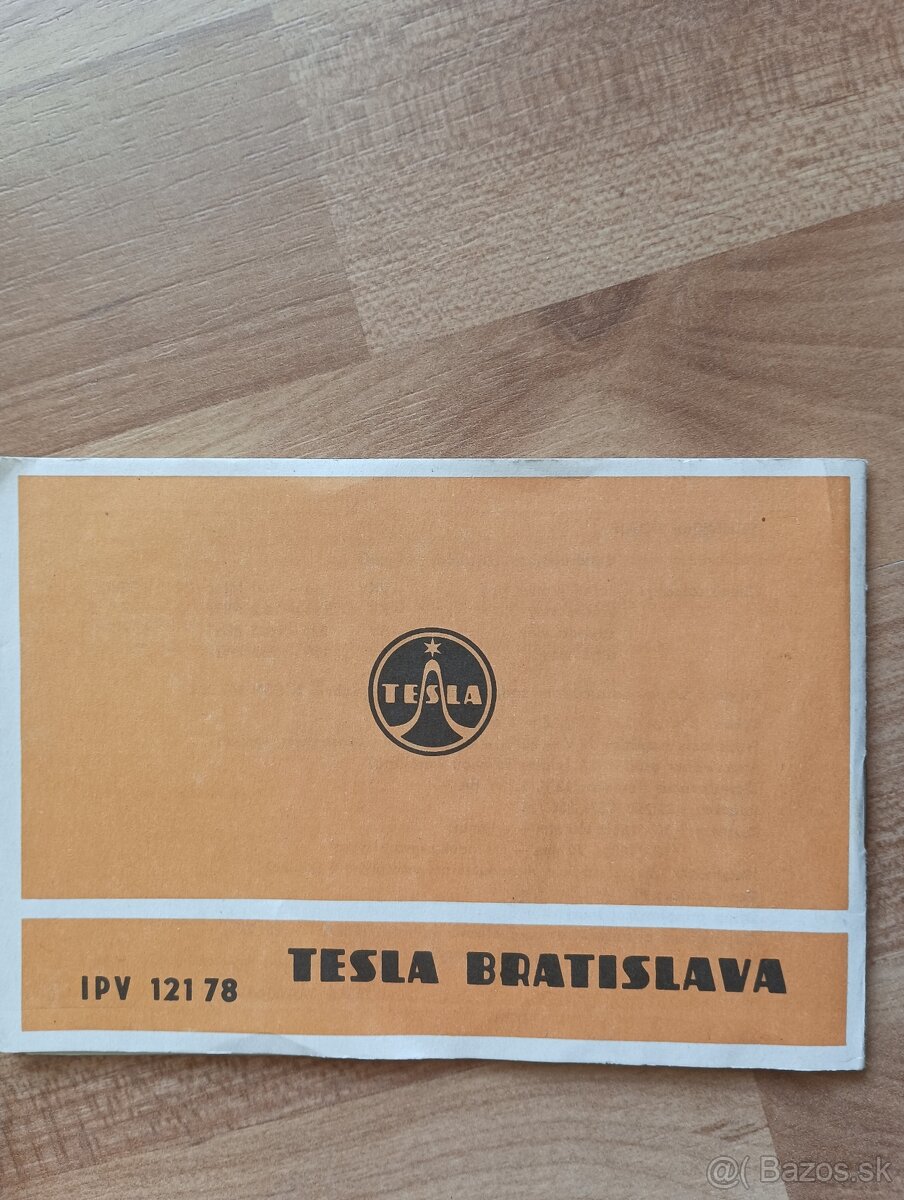 TESLA
IPV 121 78
TESLA BRATISLAVA
@( Bazos.sk